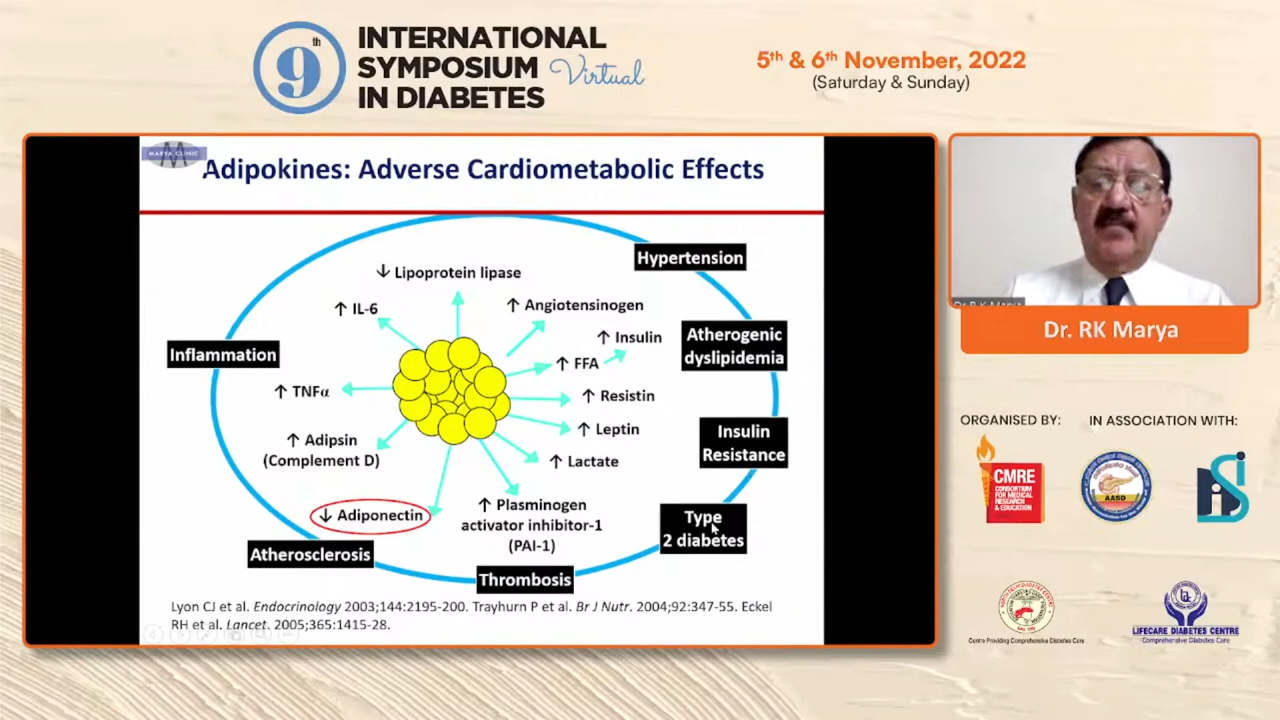 9th
INTERNATIONAL
SYMPOSIUM Virtual
IN DIABETES
5th & 6th November, 2022
(Saturday & Sunday)
MARYA CLINIC
Adipokines: Adverse Cardiometabolic Effects
Hypertension
↓ Lipoprotein lipase
↑ IL-6
↑ Angiotensinogen
↑ Insulin
Atherogenic
dyslipidemia
Inflammation
↑ FFA
↑ TNFα
↑ Resistin
↑ Leptin
Insulin
Resistance
↑ Adipsin
(Complement D)
↑ Lactate
↓ Adiponectin
↑ Plasminogen
activator inhibitor-1
(PAI-1)
Type
2 diabetes
Atherosclerosis
Thrombosis
Lyon CJ et al. Endocrinology 2003;144:2195-200. Trayhurn P et al. Br J Nutr. 2004;92:347-55. Eckel
RH et al. Lancet. 2005;365:1415-28.
Dr R K Marya
Dr. RK Marya
ORGANISED BY:
IN ASSOCIATION WITH:
CMRE
CONSORTIUM
FOR MEDICAL
RESEARCH
& EDUCATION
AASD
Centre Providing Comprehensive Diabetes Care
LIFECARE DIABETES CENTRE
Comprehensive Diabetes Care